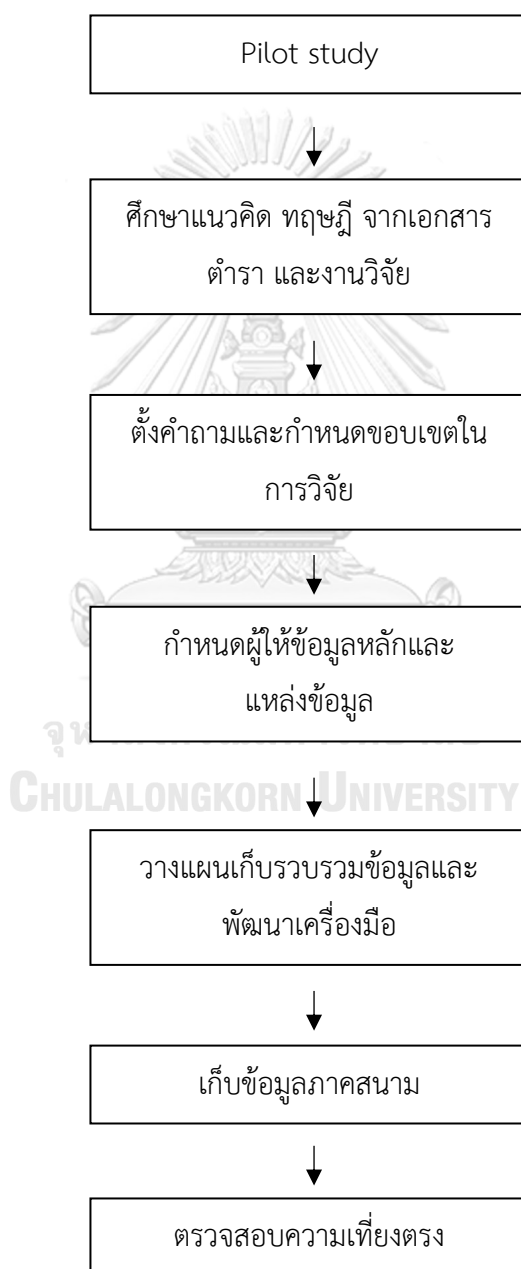 Pilot study
ศึกษาแนวคิด ทฤษฎี จากเอกสาร
ตำรา และงานวิจัย
ตั้งคำถามและกำหนดขอบเขตใน
การวิจัย
กำหนดผู้ให้ข้อมูลหลักและ
แหล่งข้อมูล
CHULALONGKORN UNIVERSITY
วางแผนเก็บรวบรวมข้อมูลและ
พัฒนาเครื่องมือ
เก็บข้อมูลภาคสนาม
ตรวจสอบความเที่ยงตรง